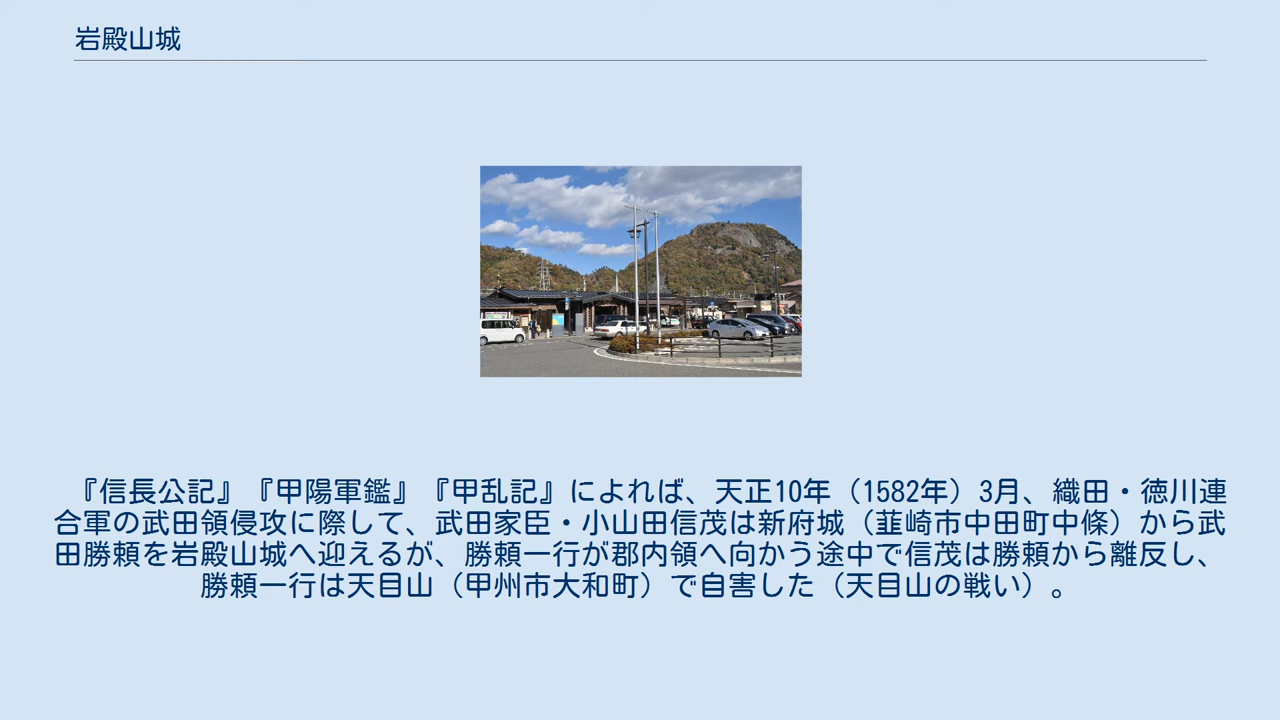 岩殿山城
『信長公記』『甲陽軍鑑』『甲乱記』によれば、天正10年（1582年）3月、織田・徳川連
合軍の武田領侵攻に際して、武田家臣・小山田信茂は新府城（韮崎市中田町中條）から武
田勝頼を岩殿山城へ迎えるが、勝頼一行が郡内領へ向かう途中で信茂は勝頼から離反し、
勝頼一行は天目山（甲州市大和町）で自害した（天目山の戦い）。